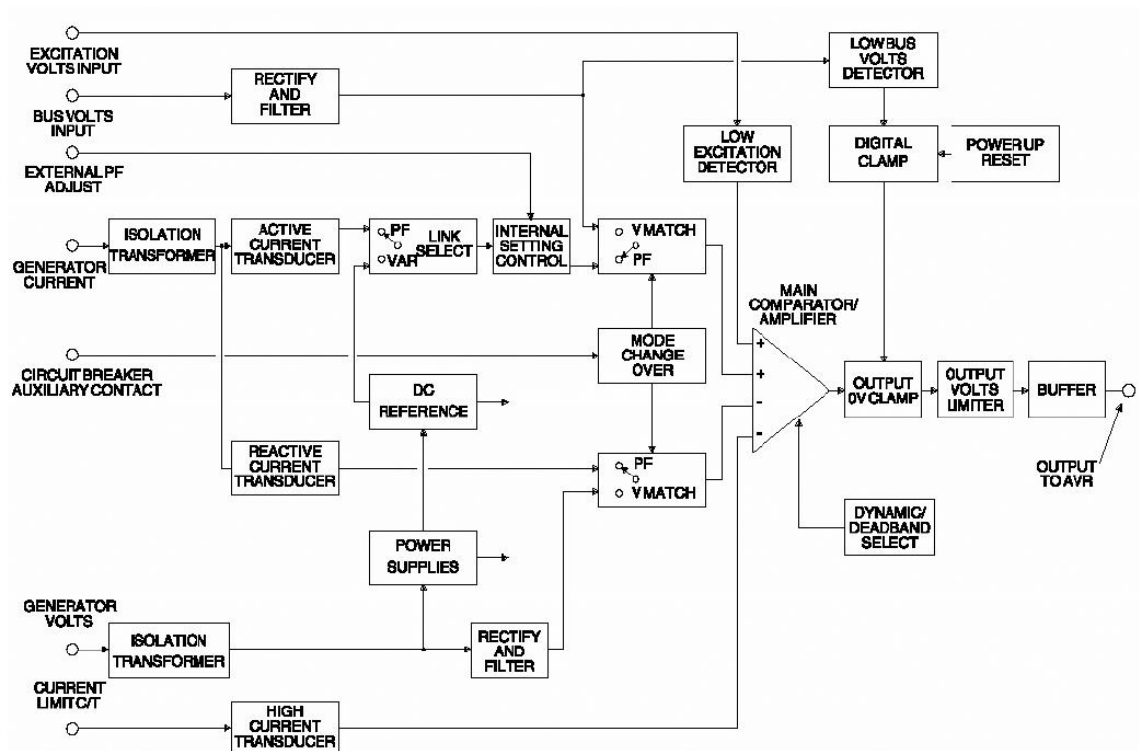 EXCITATION
VOLTS INPUT
LOW BUS
VOLTS
DETECTOR
RECTIFY
AND
FILTER
BUS VOLTS
INPUT
LOW
EXCITATION
DETECTOR
DIGITAL
CLAMP
POWER UP
RESET
EXTERNAL PF
ADJUST
ISOLATION
TRANSFORMER
ACTIVE
CURRENT
TRANSDUCER
PF
LINK
SELECT
VAR
INTERNAL
SETTING
CONTROL
V MATCH
PF
GENERATOR
CURRENT
MAIN
COMPARATOR/
AMPLIFIER
MODE
CHANGE
OVER
+
+
-
-
CIRCUIT BREAKER
AUXILIARY CONTACT
DC
REFERENCE
OUTPUT
0V CLAMP
OUTPUT
VOLTS
LIMITER
BUFFER
REACTIVE
CURRENT
TRANSDUCER
PF
V MATCH
OUTPUT
TO AVR
DYNAMIC/
DEADBAND
SELECT
POWER
SUPPLIES
GENERATOR
VOLTS
ISOLATION
TRANSFORMER
RECTIFY
AND
FILTER
CURRENT
LIMIT C/T
HIGH
CURRENT
TRANSDUCER